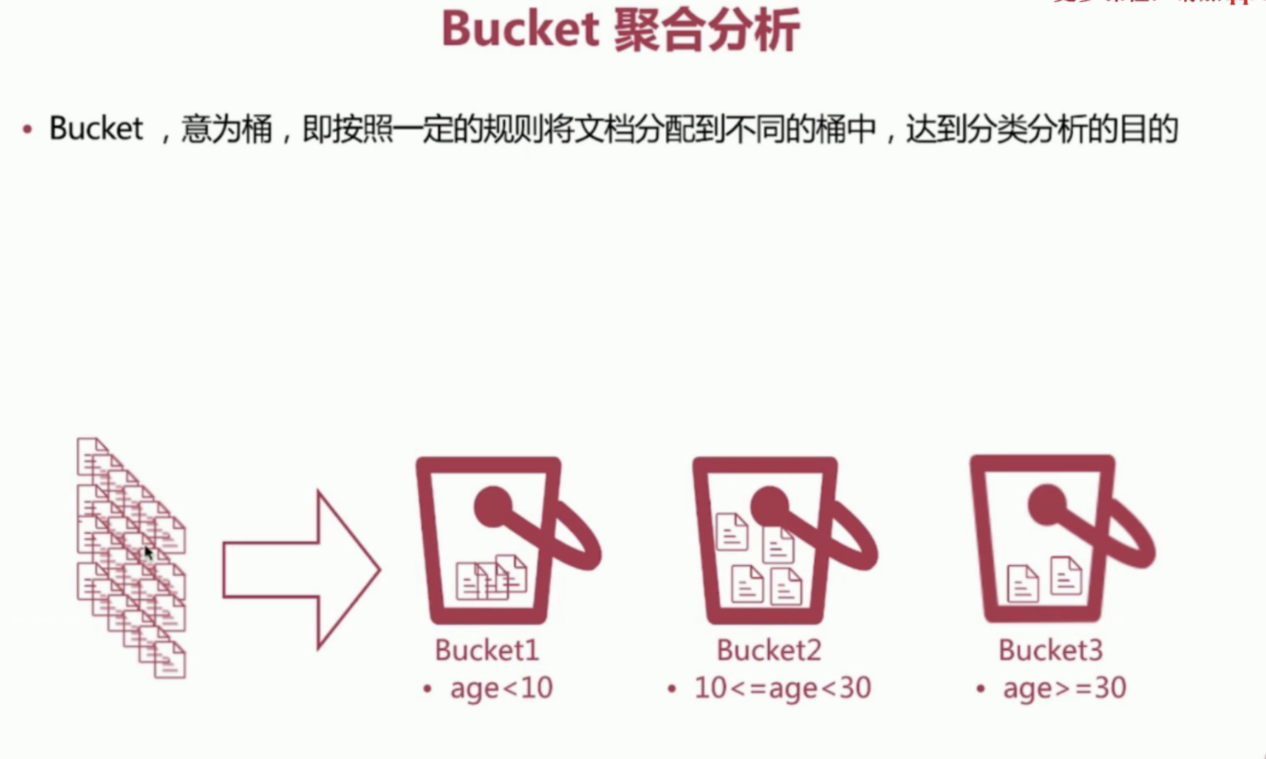 Bucket 聚合分析
• Bucket ，意为桶，即按照一定的规则将文档分配到不同的桶中，达到分类分析的目的
Bucket1
• age<10
Bucket2
• 10<=age<30
Bucket3
• age>=30